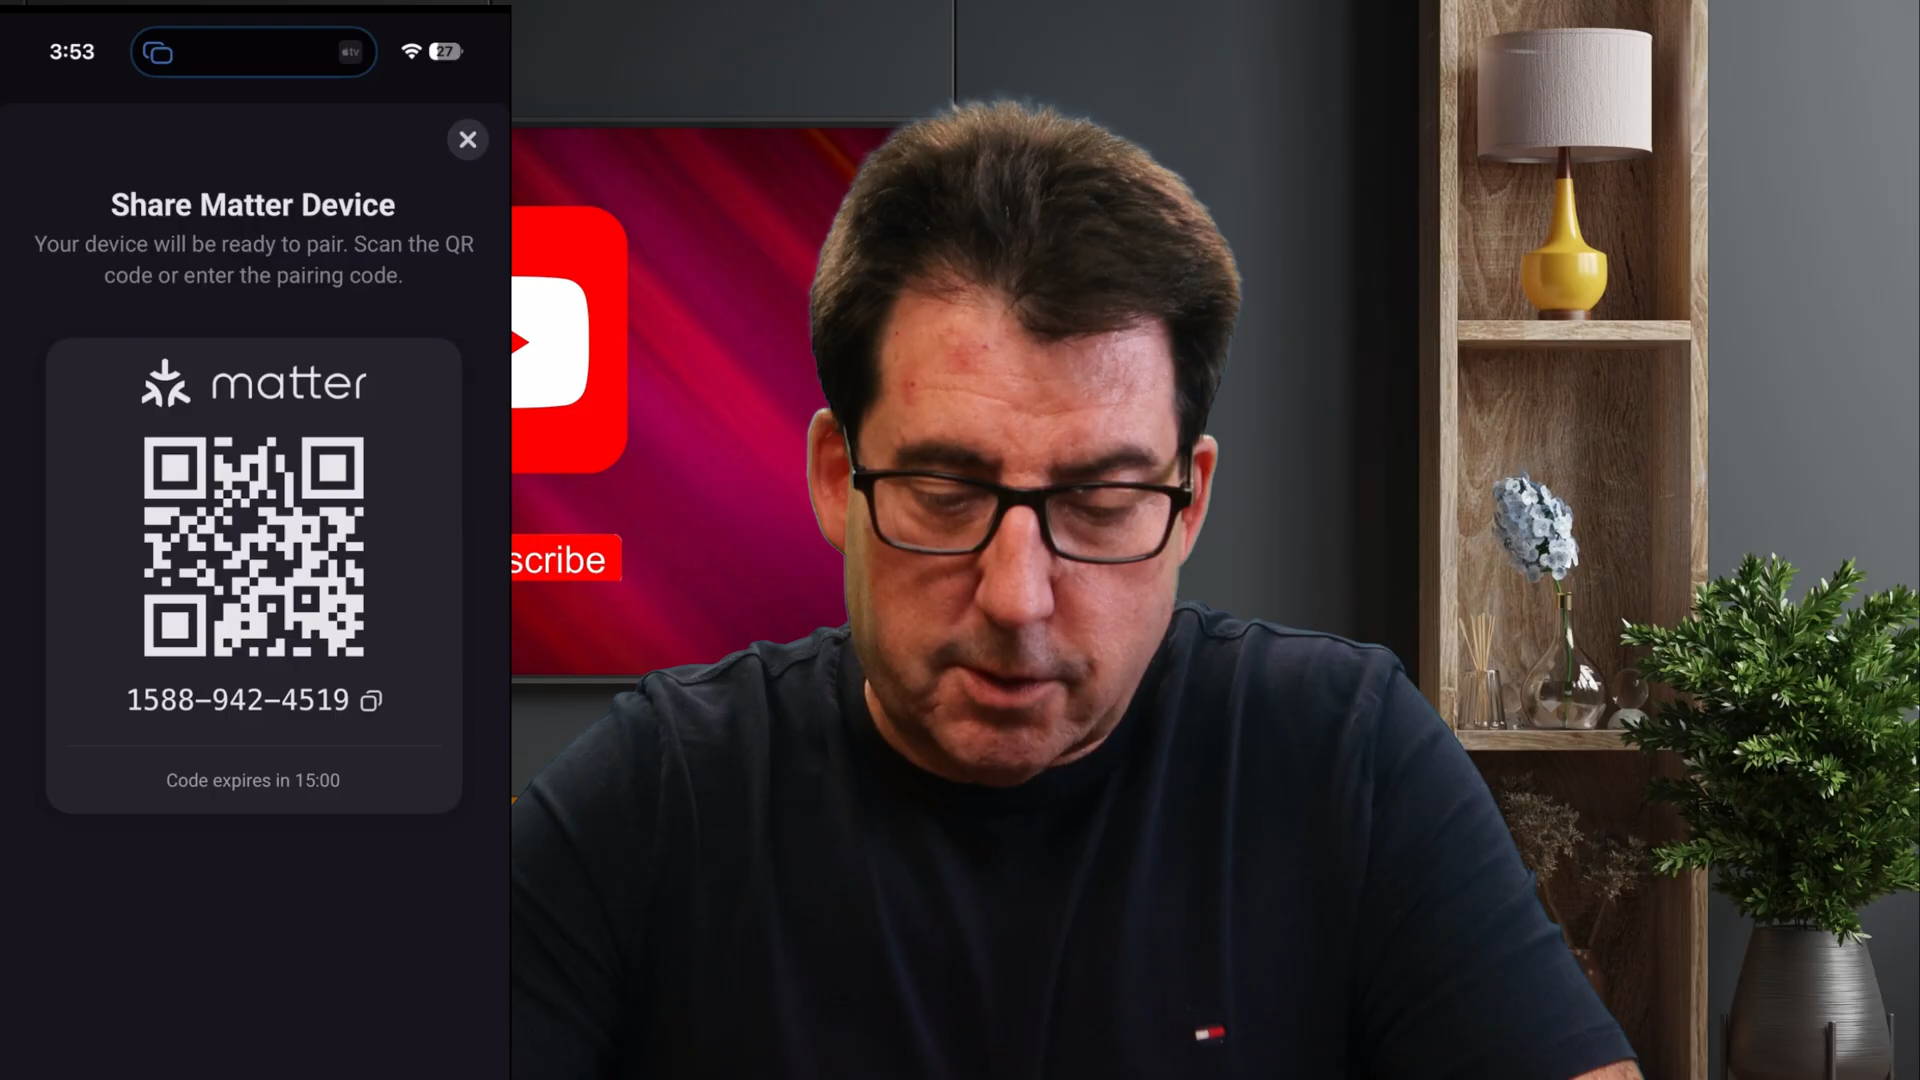 3:53
tv
27
Share Matter Device
Your device will be ready to pair. Scan the QR
code or enter the pairing code.
matter
1588-942-4519
Code expires in 15:00
scribe